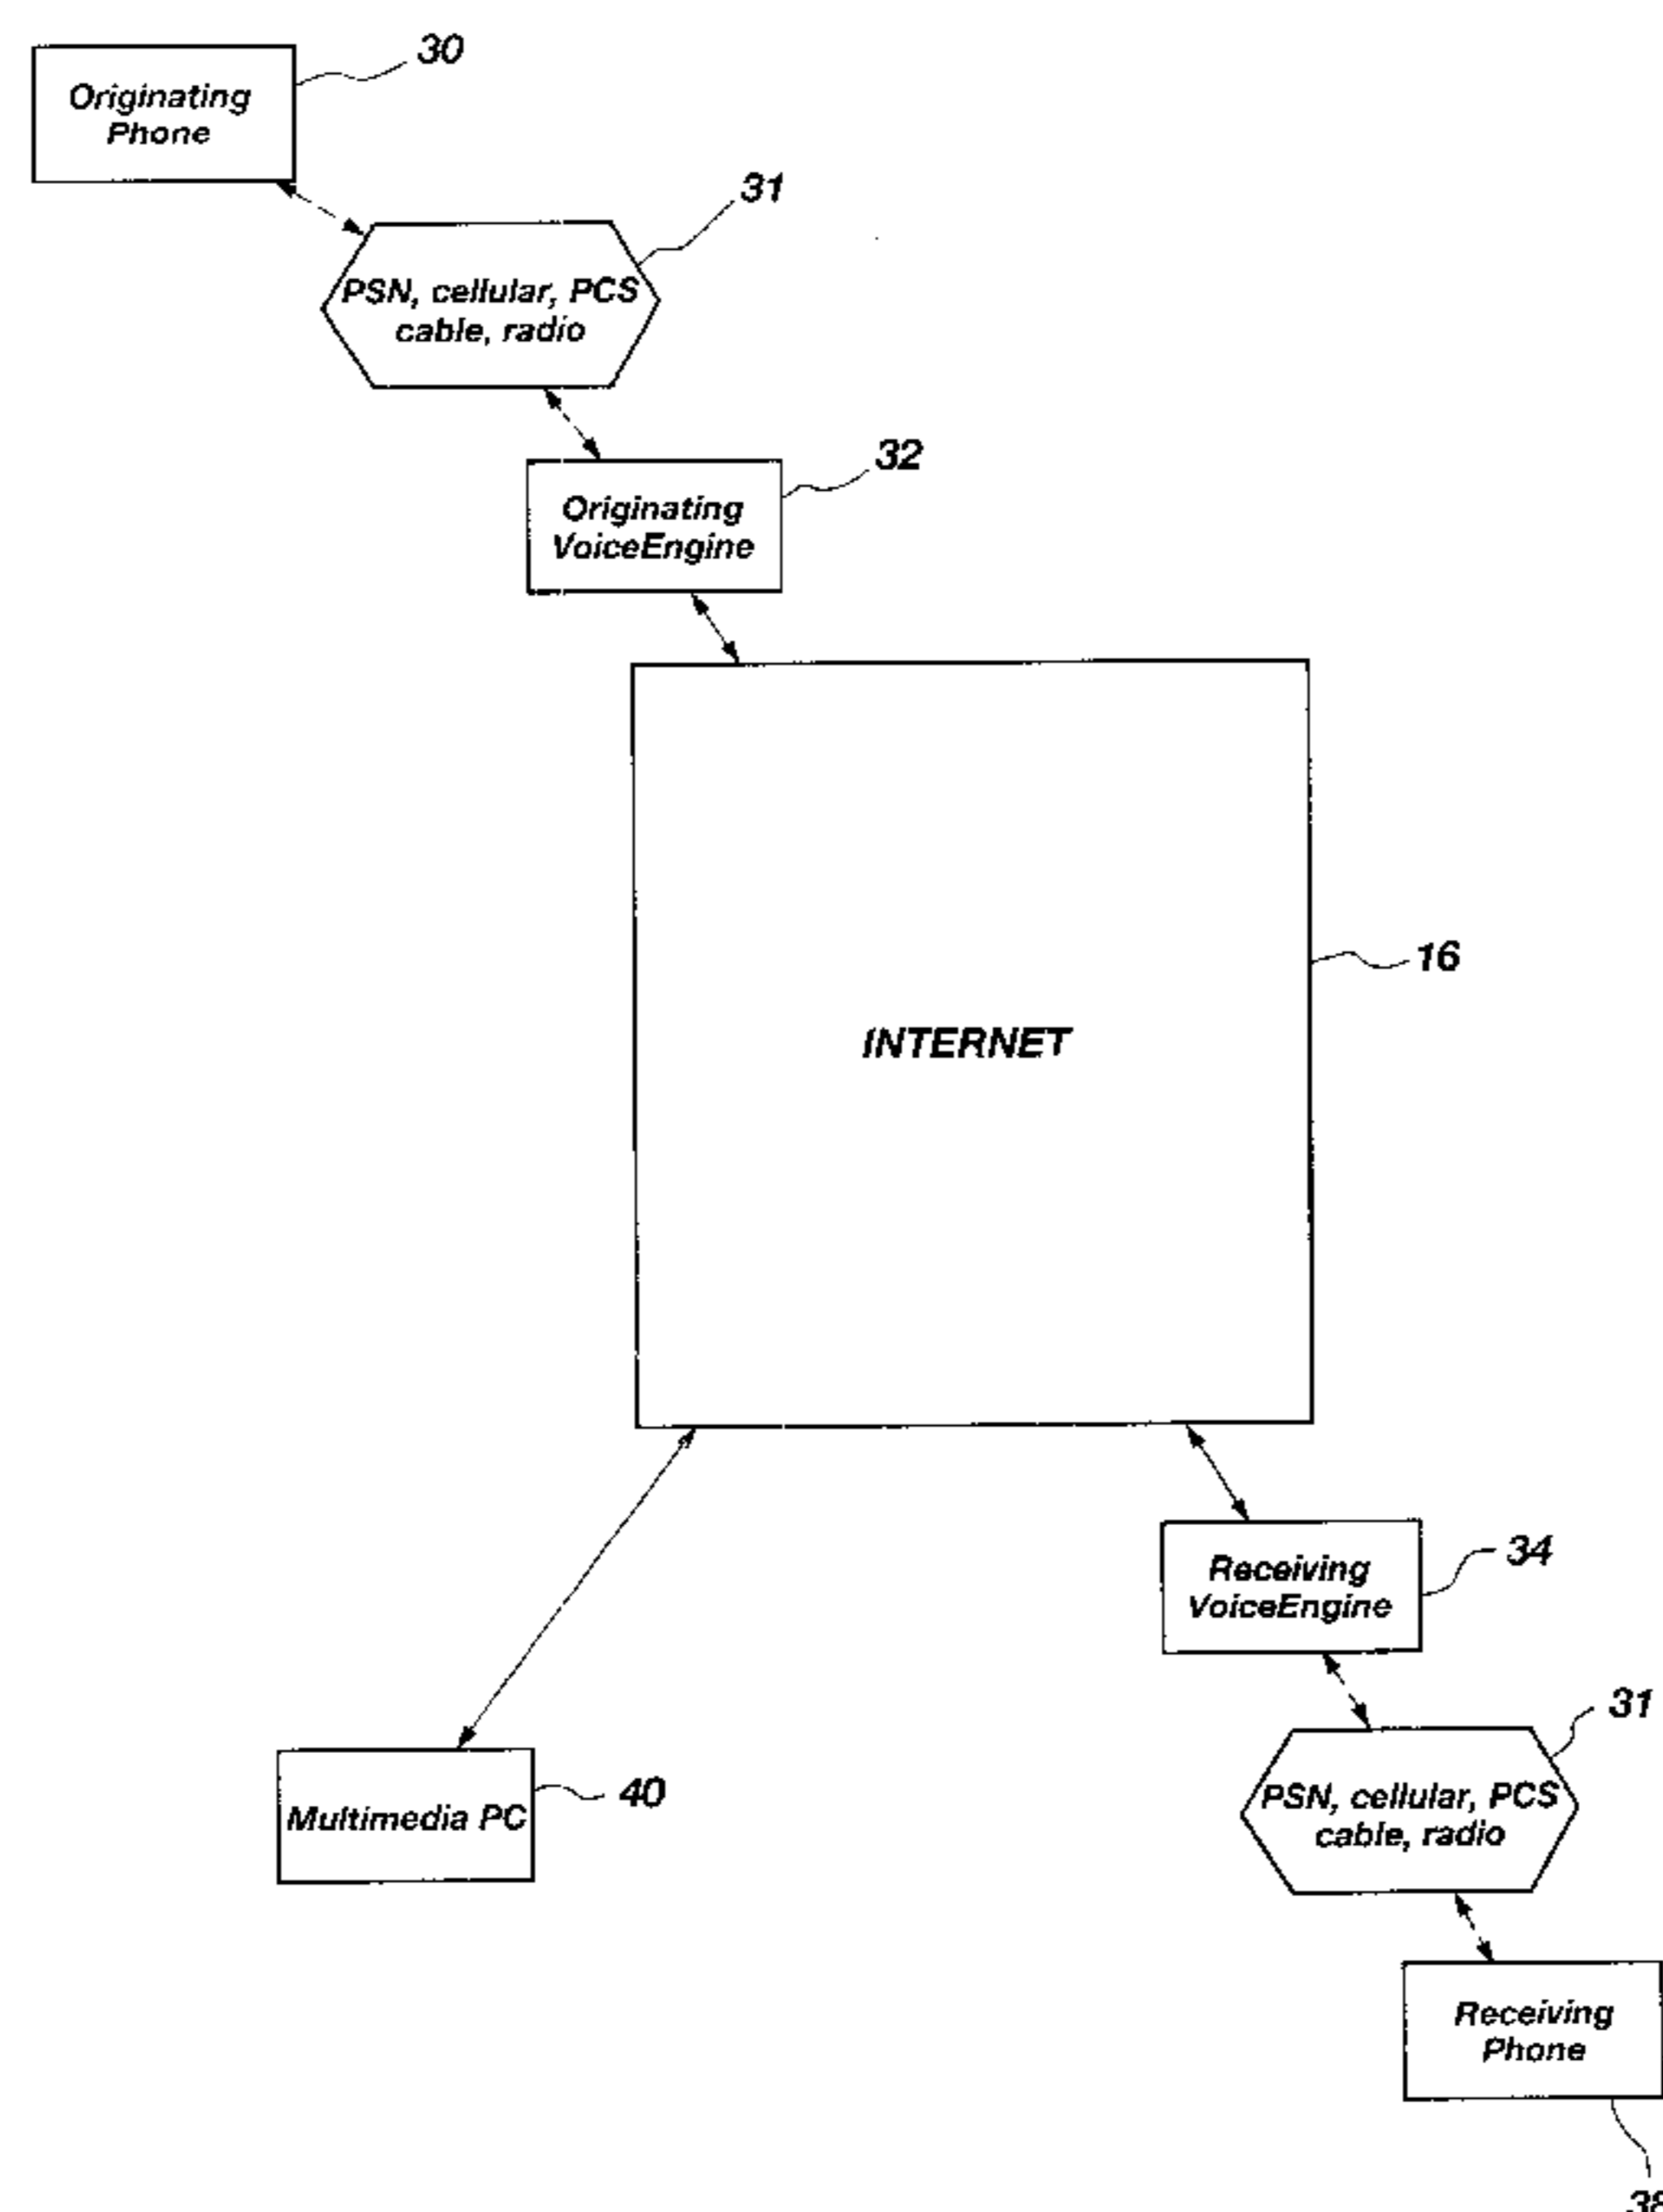 30
Originating
Phone
31
PSN, cellular, PCS
cable, radio
32
Originating
VoiceEngine
16
INTERNET
34
Receiving
VoiceEngine
31
40
Multimedia PC
PSN, cellular, PCS
cable, radio
Receiving
Phone
38